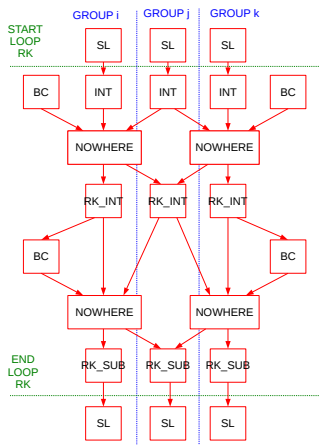 GROUP i GROUP j GROUP k
START
LOOP
RK
SL SL SL
BC INT INT INT BC
NOWHERE NOWHERE
RK_INT RK_INT RK_INT
BC BC
NOWHERE NOWHERE
END
LOOP
RK
RK_SUB RK_SUB RK_SUB
SL SL SL